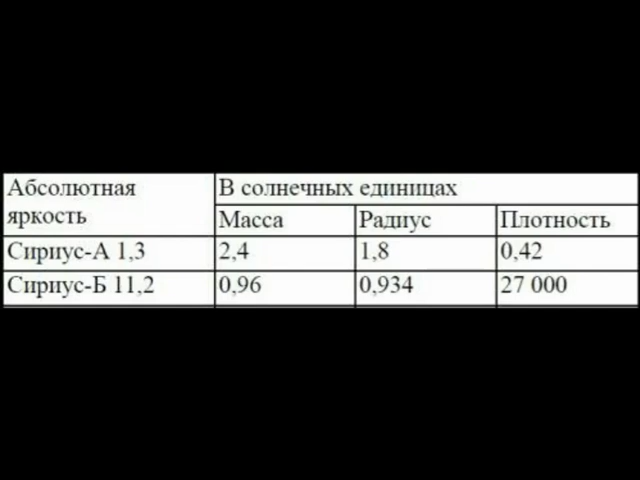 Абсолютная яркость
В солнечных единицах
Масса Радиус Плотность
Сириус-А 1,3 2,4 1,8 0,42
Сириус-Б 11,2 0,96 0,934 27 000